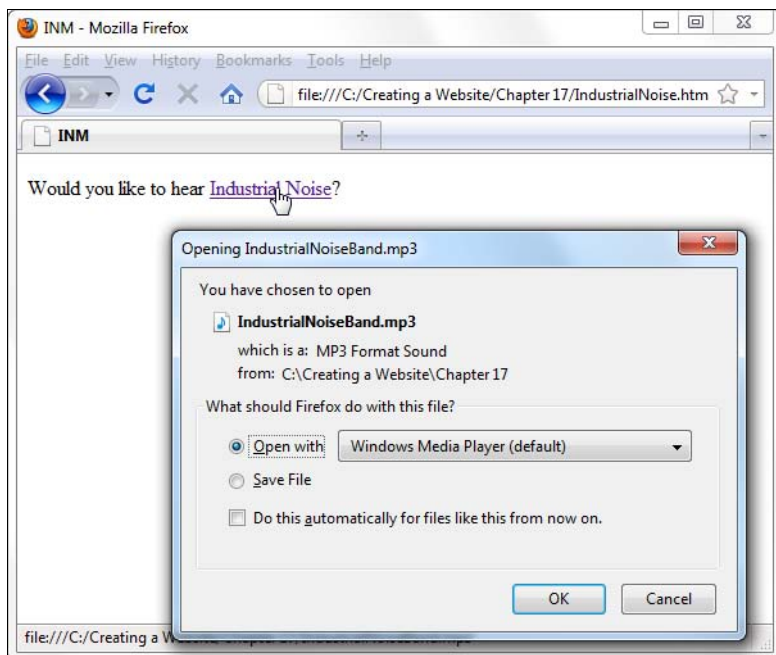 INM - Mozilla Firefox
File Edit View History Bookmarks Tools Help
file:///C:/Creating a Website/Chapter 17/IndustrialNoise.htm
INM
Would you like to hear Industrial Noise?
Opening IndustrialNoiseBand.mp3
You have chosen to open
IndustrialNoiseBand.mp3
which is a: MP3 Format Sound
from: C:\Creating a Website\Chapter 17
What should Firefox do with this file?
Open with Windows Media Player (default)
Save File
Do this automatically for files like this from now on.
OK Cancel
file:///C:/Creating a